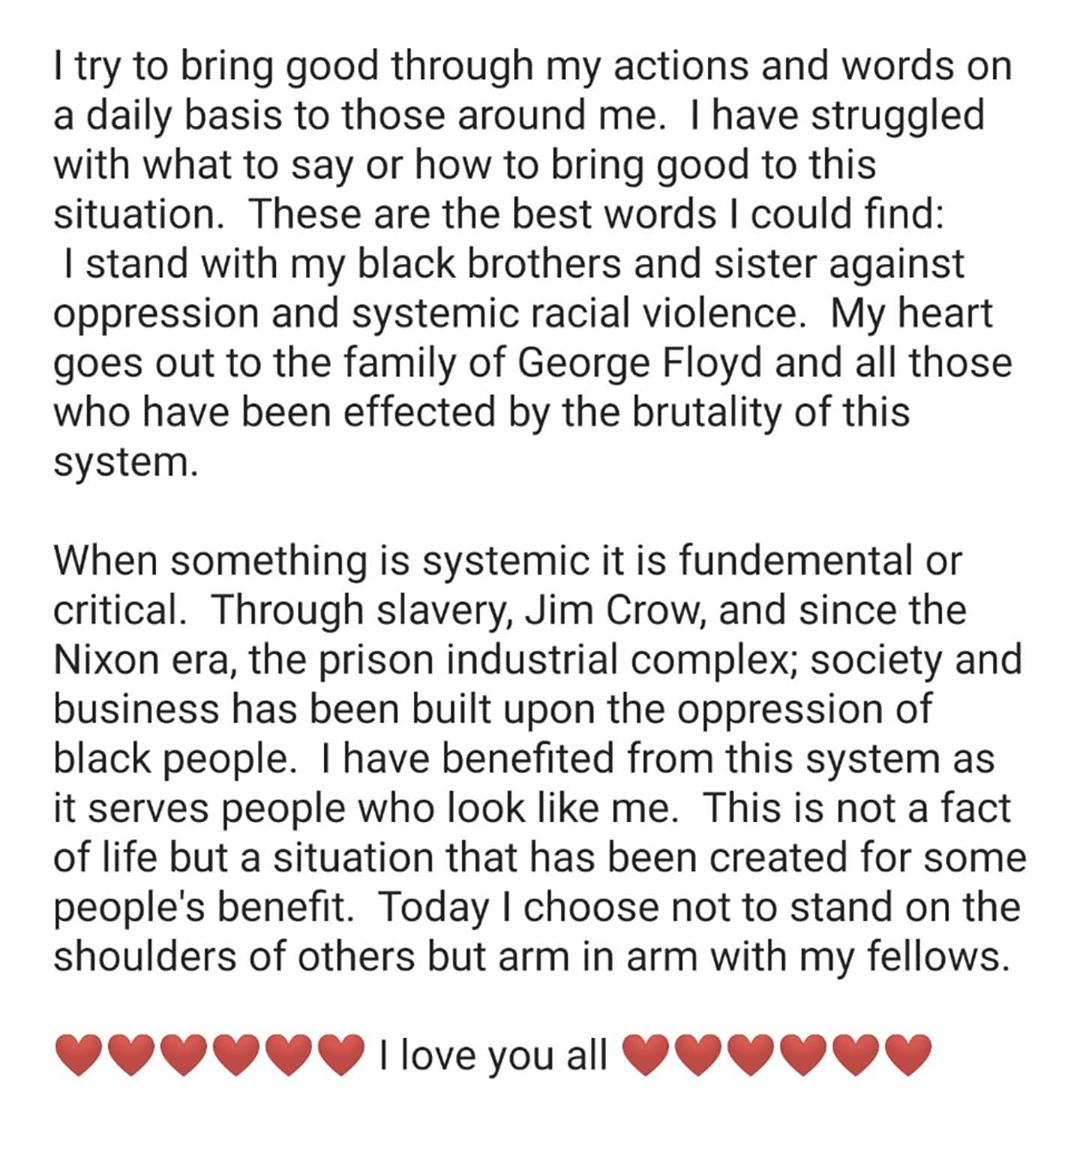 I try to bring good through my actions and words on
a daily basis to those around me.  I have struggled
with what to say or how to bring good to this
situation.  These are the best words I could find:
I stand with my black brothers and sister against
oppression and systemic racial violence.  My heart
goes out to the family of George Floyd and all those
who have been effected by the brutality of this
system.

When something is systemic it is fundemental or
critical.  Through slavery, Jim Crow, and since the
Nixon era, the prison industrial complex; society and
business has been built upon the oppression of
black people.  I have benefited from this system as
it serves people who look like me.  This is not a fact
of life but a situation that has been created for some
people's benefit.  Today I choose not to stand on the
shoulders of others but arm in arm with my fellows.

❤️❤️❤️❤️❤️❤️ I love you all ❤️❤️❤️❤️❤️❤️